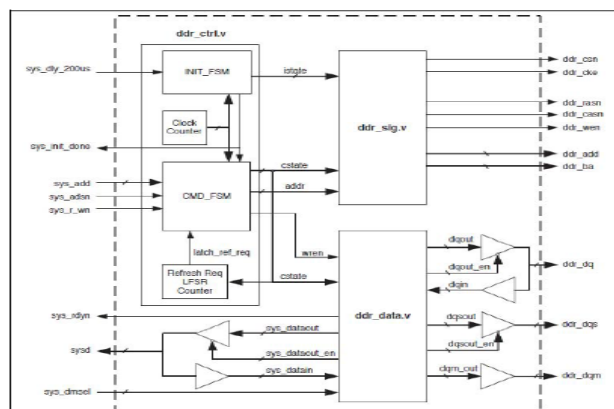 ddr_ctrl.v
sys_dly_200us
INIT_FSM
istate
Clock
Counter
sys_init_done
sys_add
sys_adsn
sys_r_wn
CMD_FSM
cstate
addr
latch_ref_req
wren
Refresh Req
LFSR
Counter
cstate
ddr_sig.v
ddr_csn
ddr_cke
ddr_rasn
ddr_casn
ddr_wen
ddr_add
ddr_ba
sys_rdyn
sysd
sys_dmsel
sys_dataout
sys_dataout_en
sys_datain
ddr_data.v
dqout
dqout_en
dqin
dqsout
dqsout_en
dqm_out
ddr_dq
ddr_dqs
ddr_dqm